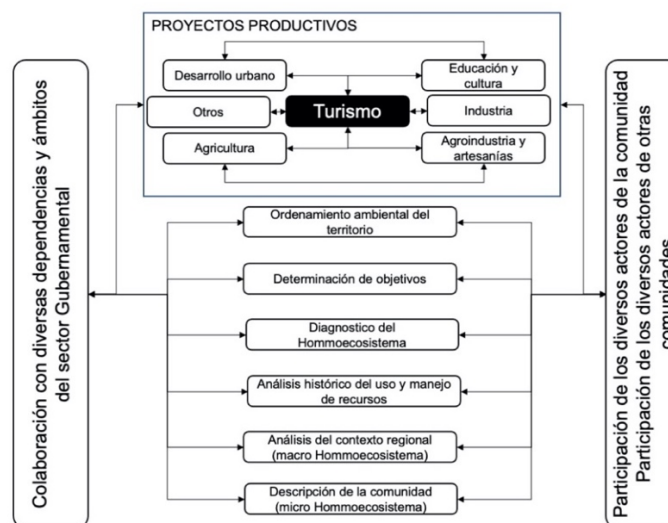 PROYECTOS PRODUCTIVOS
Desarrollo urbano
Educación y
cultura
Otros
Turismo
Industria
Agricultura
Agroindustria y
artesanías
Colaboración con diversas dependencias y ámbitos
del sector Gubernamental
Ordenamiento ambiental del
territorio
Determinación de objetivos
Diagnostico del
Hommoecosistema
Análisis histórico del uso y manejo
de recursos
Análisis del contexto regional
(macro Hommoecosistema)
Descripción de la comunidad
(micro Hommoecosistema)
Participación de los diversos actores de la comunidad
Participación de los diversos actores de otras
comunidades